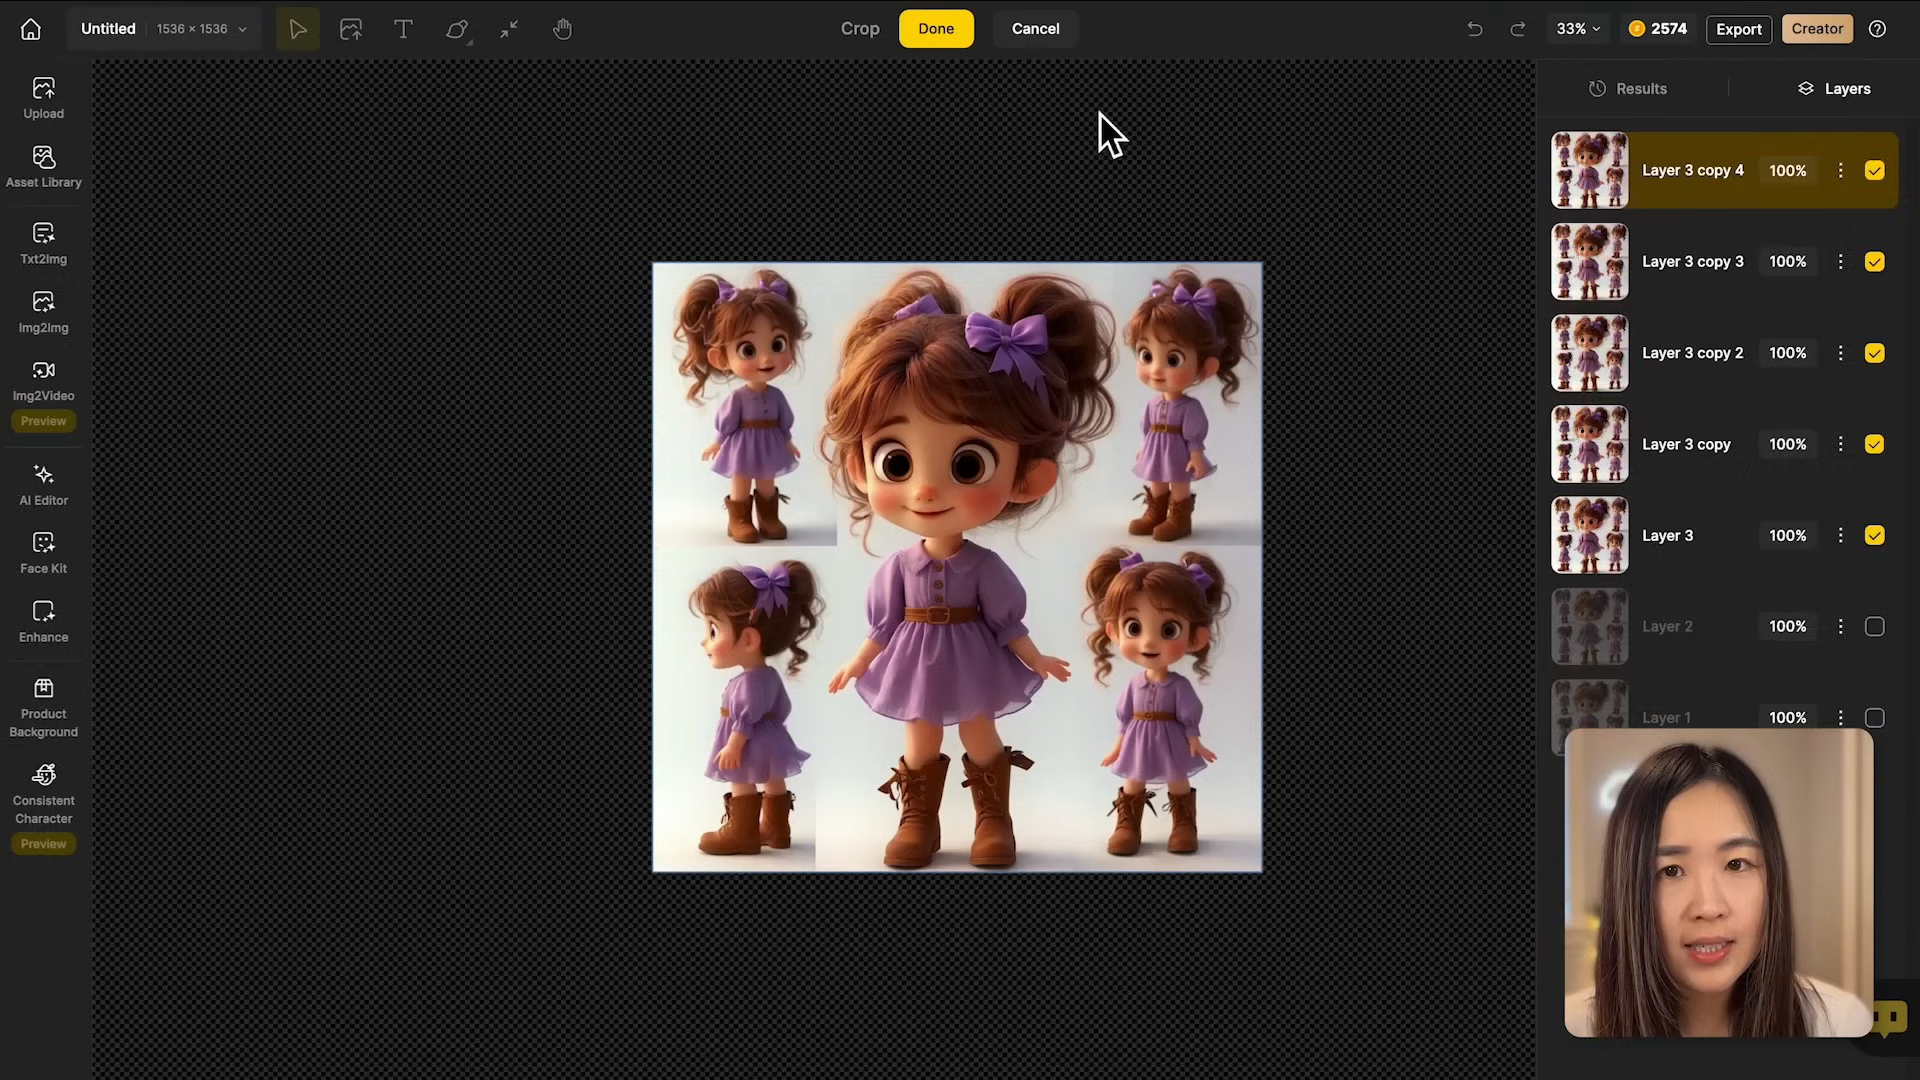 Untitled 1536 × 1536
Crop Done Cancel
33% 2574 Export Creator
Upload
Asset Library
Txt2Img
Img2Img
Img2Video
Preview
AI Editor
Face Kit
Enhance
Product
Background
Consistent
Character
Preview
Results Layers
Layer 3 copy 4 100%
Layer 3 copy 3 100%
Layer 3 copy 2 100%
Layer 3 copy 100%
Layer 3 100%
Layer 2 100%
Layer 1 100%